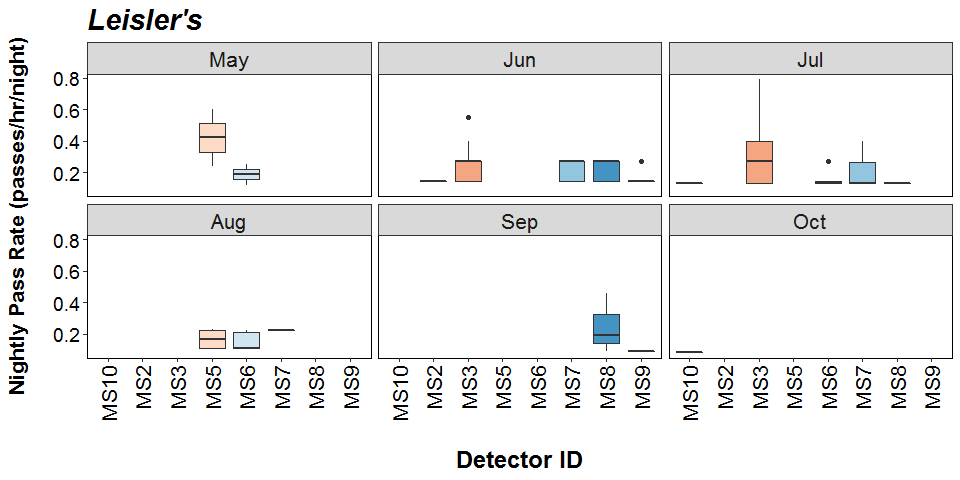 Leisler's
May Jun Jul
0.8
0.6
0.4
0.2
Aug Sep Oct
0.8
0.6
0.4
0.2
MS10 MS2 MS3 MS5 MS6 MS7 MS8 MS9 MS10 MS2 MS3 MS5 MS6 MS7 MS8 MS9 MS10 MS2 MS3 MS5 MS6 MS7 MS8 MS9
Nightly Pass Rate (passes/hr/night)
Detector ID